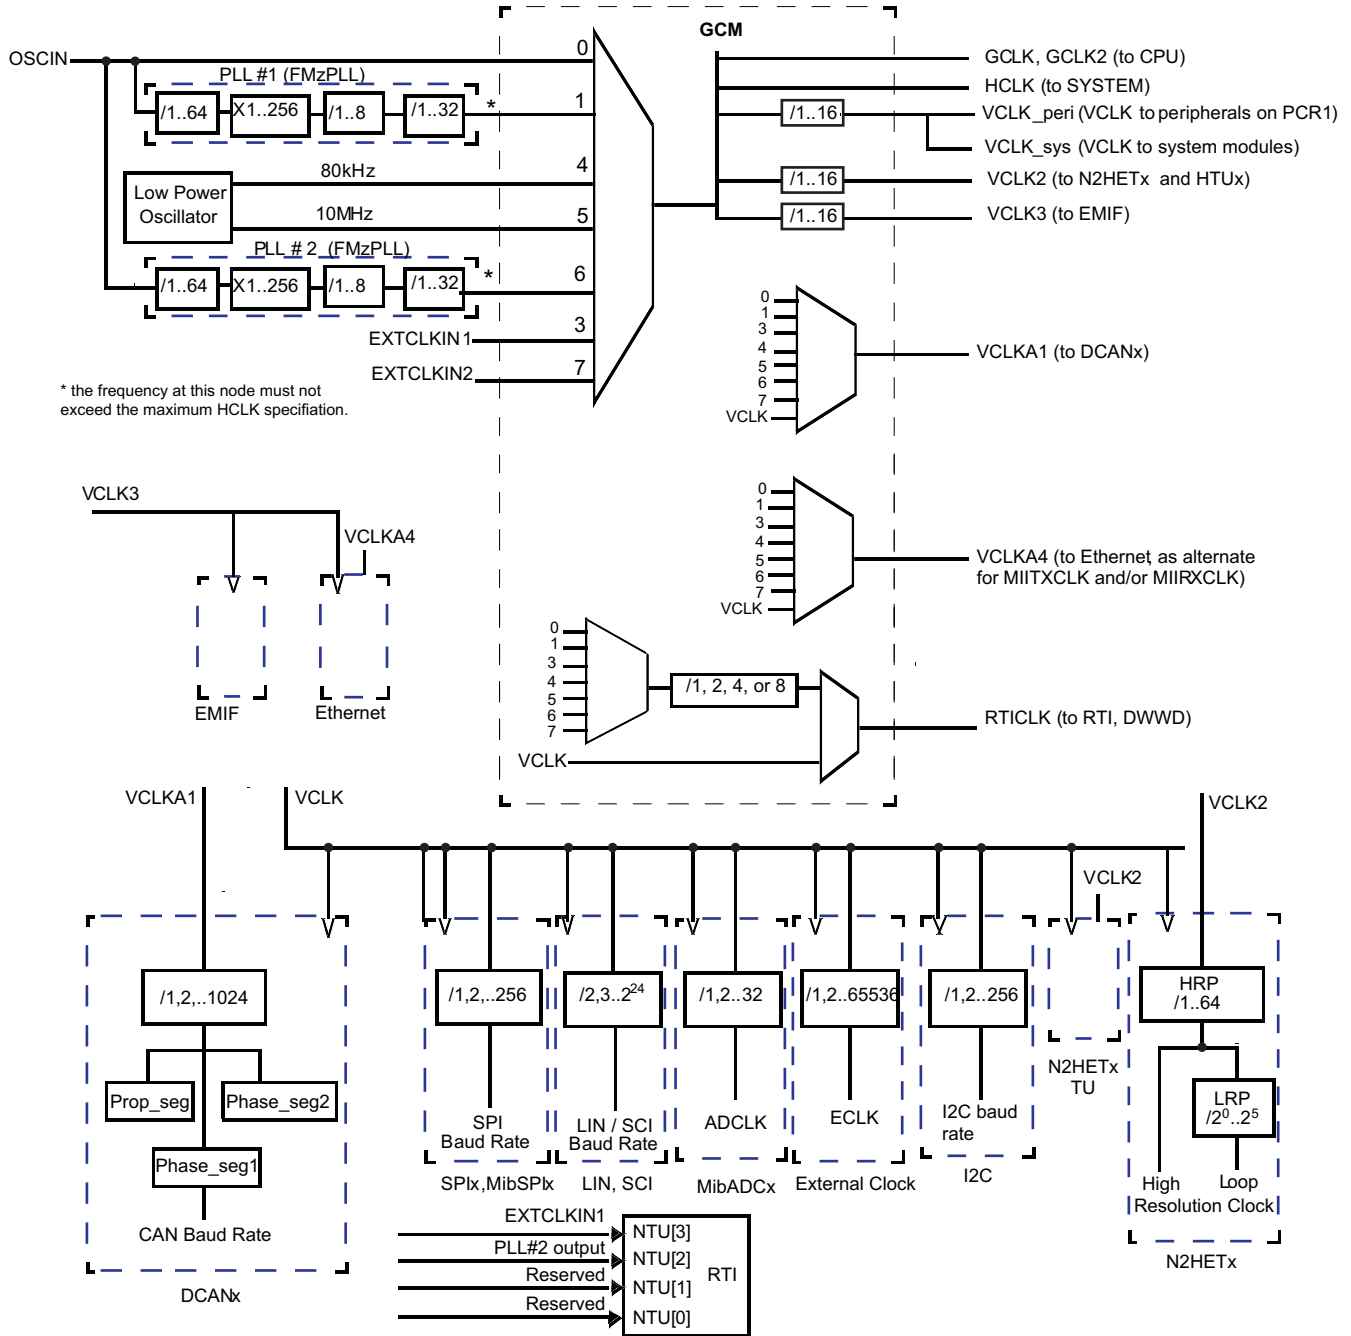 GCM
OSCIN
0
GCLK, GCLK2 (to CPU)
PLL #1 (FMzPLL)
HCLK (to SYSTEM)
/1..64
X1..256
/1..8
/1..32
*
1
/1..16
VCLK_peri (VCLK to peripherals on PCR1)
VCLK_sys (VCLK to system modules)
80kHz
4
/1..16
VCLK2 (to N2HETx and HTUx)
Low Power
Oscillator
10MHz
5
/1..16
VCLK3 (to EMIF)
PLL # 2 (FMzPLL)
/1..64
X1..256
/1..8
/1..32
*
6
EXTCLKIN1
3
EXTCLKIN2
7
* the frequency at this node must not
exceed the maximum HCLK specifiation.
0
1
3
4
5
6
7
VCLK
VCLKA1 (to DCANx)
VCLK3
VCLKA4
EMIF
Ethernet
0
1
3
4
5
6
7
VCLK
VCLKA4 (to Ethernet, as alternate
for MIITXCLK and/or MIIRXCLK)
0
1
3
4
5
6
7
/1, 2, 4, or 8
VCLK
RTICLK (to RTI, DWWD)
VCLKA1
VCLK
VCLK2
VCLK2
/1,2,..1024
Prop_seg
Phase_seg2
Phase_seg1
CAN Baud Rate
DCANx
/1,2,..256
SPI
Baud Rate
SPIx,MibSPIx
/2,3..2²⁴
LIN / SCI
Baud Rate
LIN, SCI
/1,2..32
ADCLK
MibADCx
/1,2..65536
ECLK
External Clock
/1,2..256
I2C baud
rate
I2C
N2HETx
TU
HRP
/1..64
LRP
/2⁰..2⁵
High
Loop
Resolution Clock
N2HETx
EXTCLKIN1
NTU[3]
PLL#2 output
NTU[2]
RTI
Reserved
NTU[1]
Reserved
NTU[0]